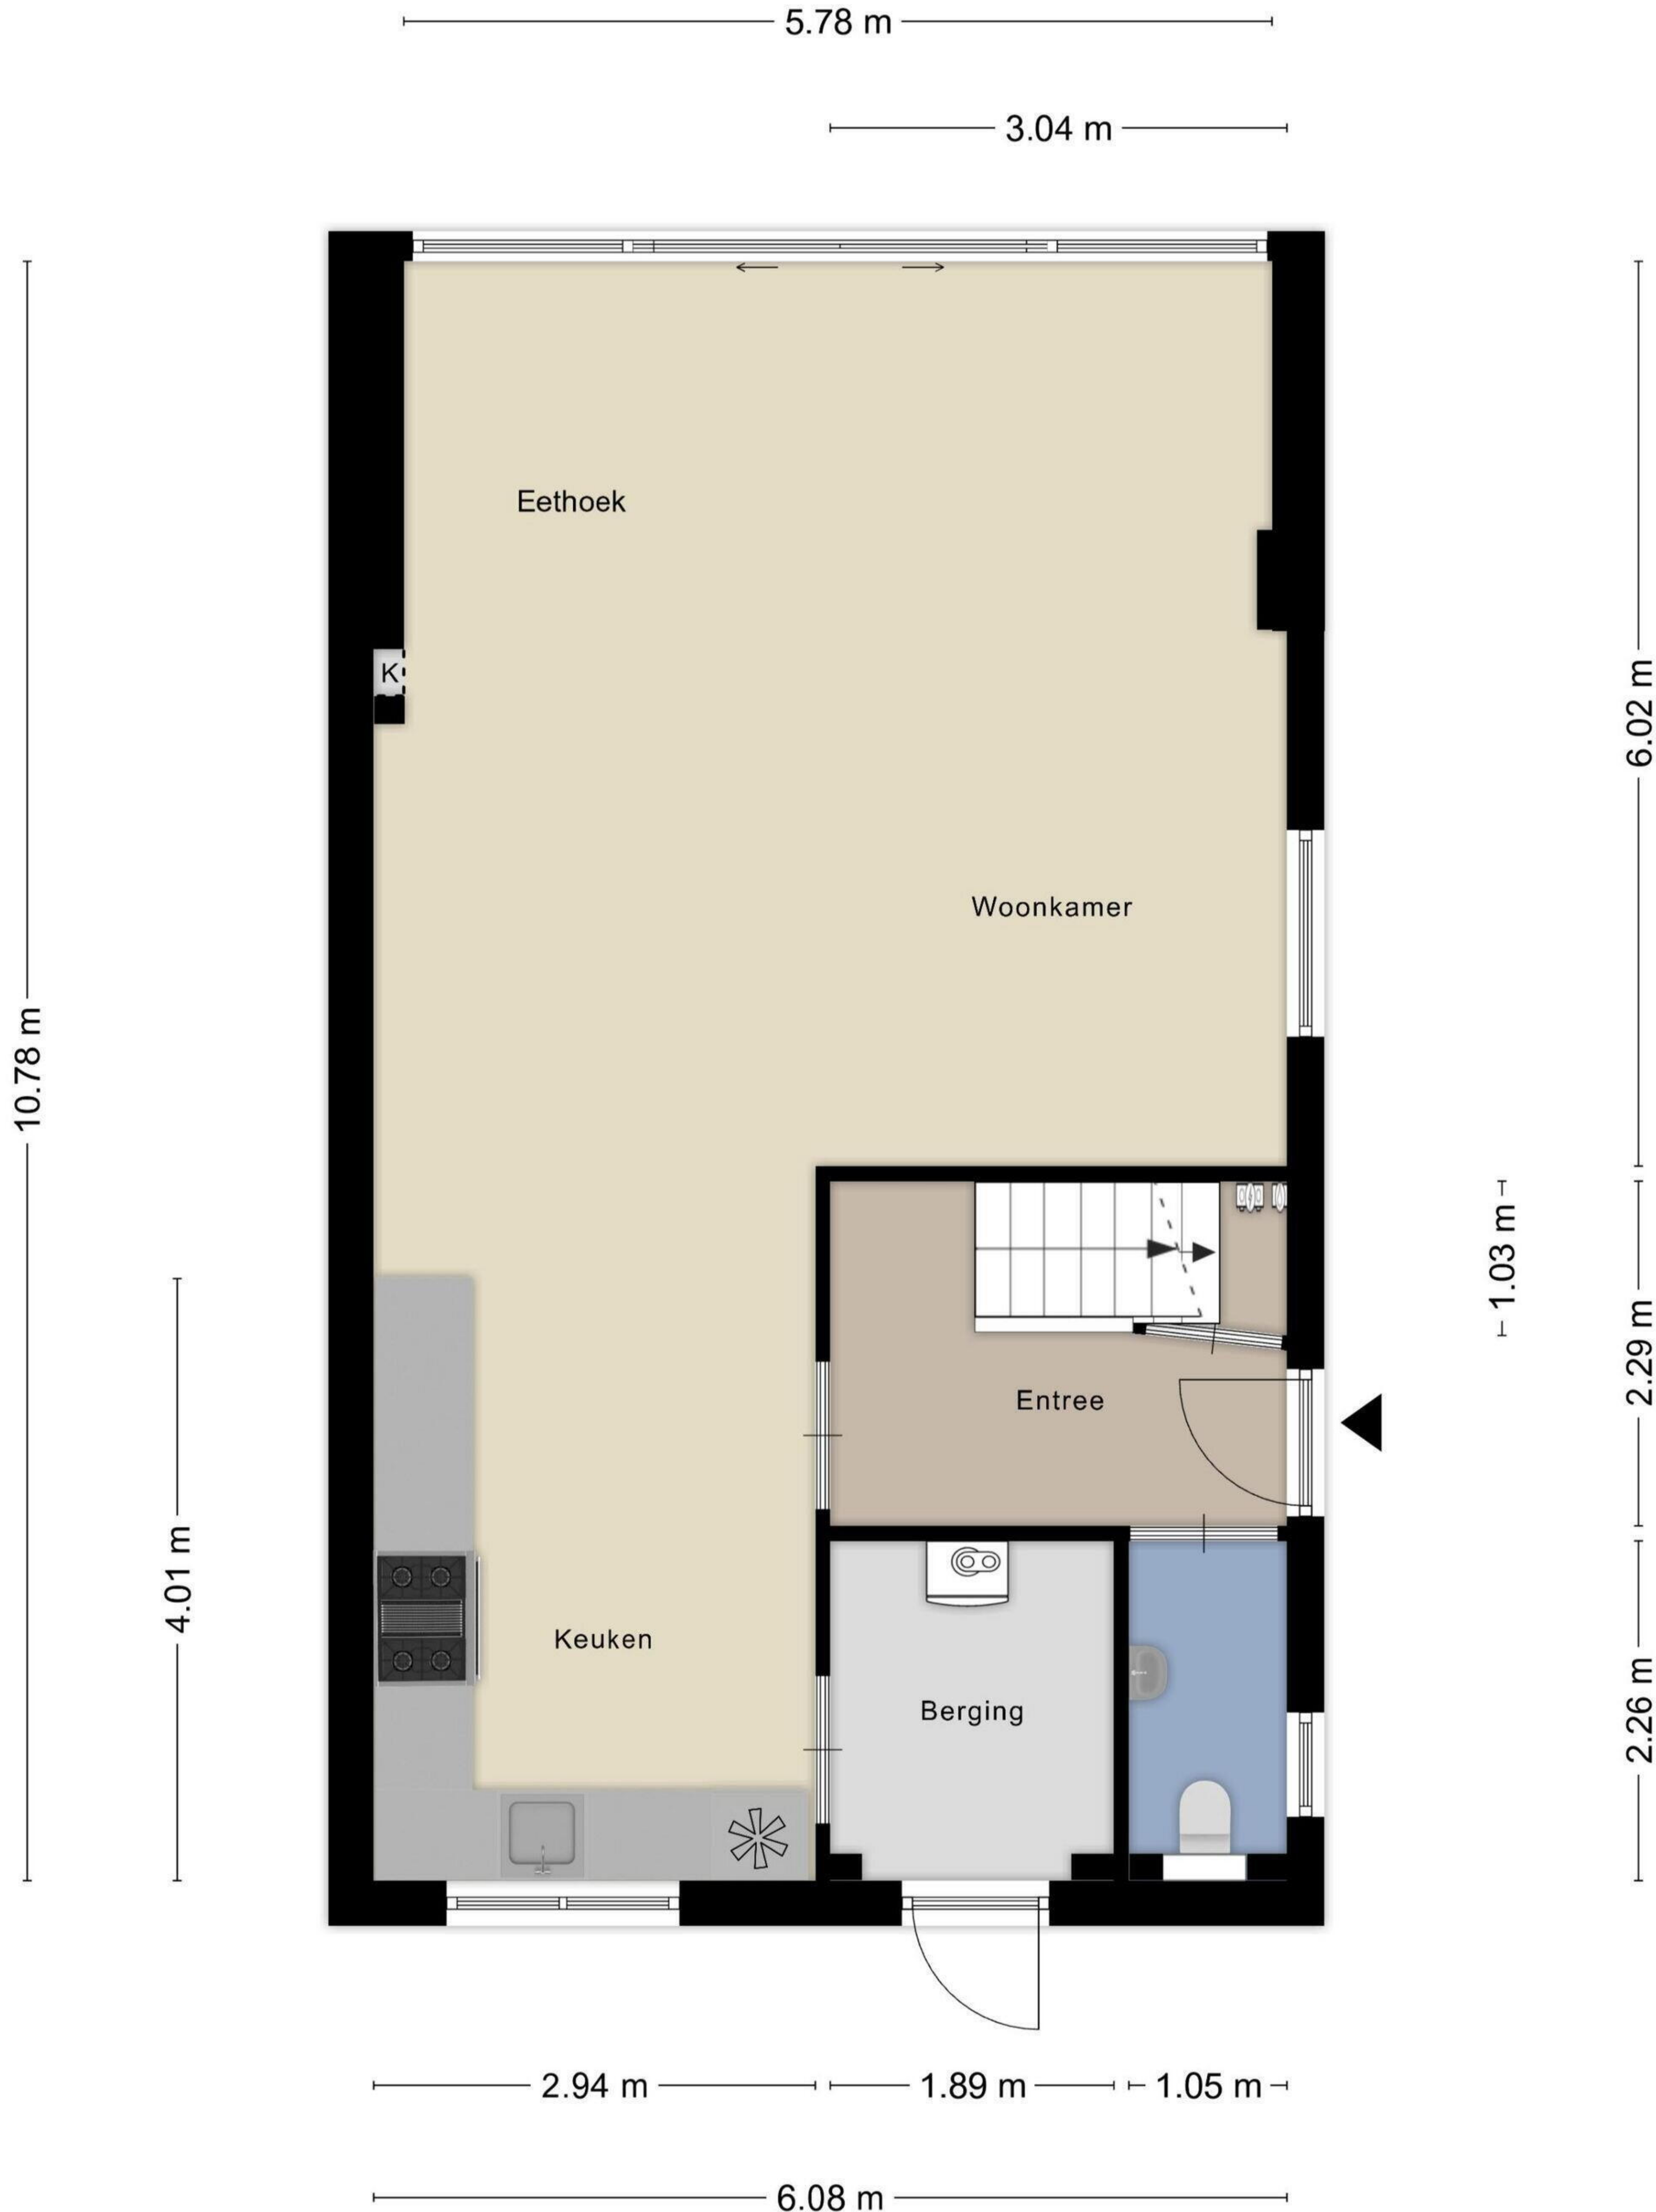 5.78 m
3.04 m
Eethoek
K
6.02 m
Woonkamer
10.78 m
1.03 m
2.29 m
Entree
4.01 m
Keuken
Berging
2.26 m
2.94 m
1.89 m
1.05 m
6.08 m